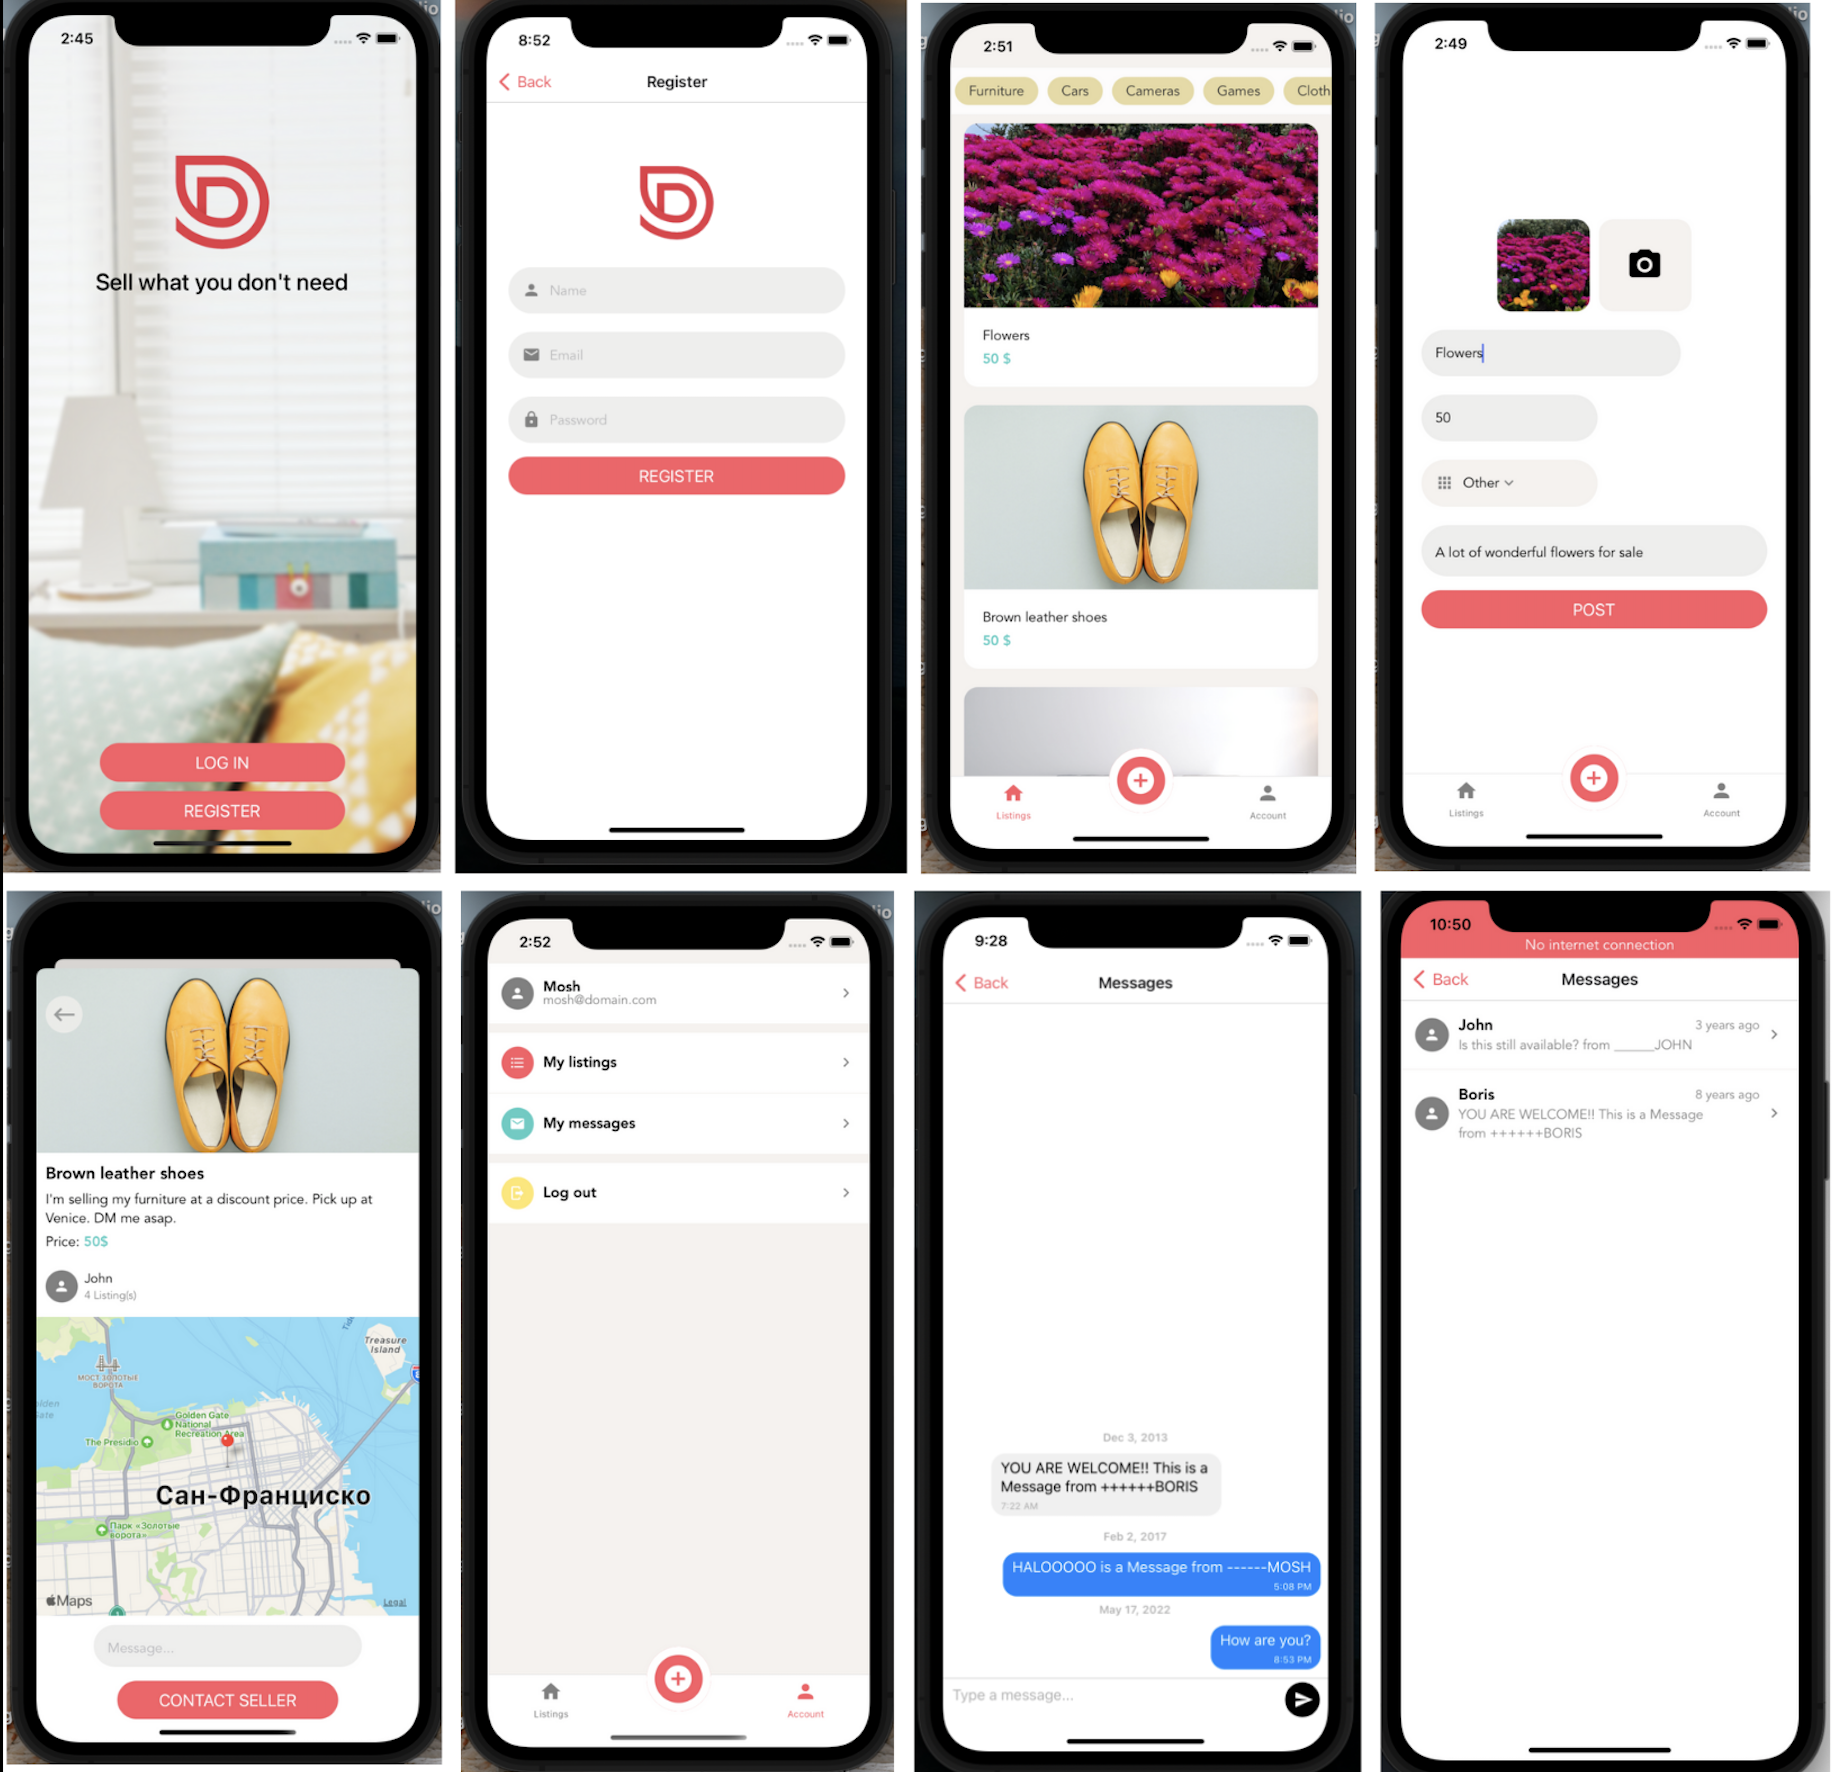 2:45
Sell what you don't need
LOG IN
REGISTER
8:52
Back
Register
Name
Email
Password
REGISTER
2:51
Furniture
Cars
Cameras
Games
Cloth
Flowers
50 $
Brown leather shoes
50 $
Listings
Account
2:49
Flowers
50
Other
A lot of wonderful flowers for sale
POST
Listings
Account
Brown leather shoes
I'm selling my furniture at a discount price. Pick up at
Venice. DM me asap.
Price: 50$
John
4 Listing(s)
Treasure
Island
МОСТ ЗОЛОТЫЕ
ВОРОТА
Golden Gate
National
Recreation Area
The Presidio
Сан-Франциско
Парк «Золотые
ворота»
Maps
Legal
Message...
CONTACT SELLER
2:52
Mosh
mosh@domain.com
My listings
My messages
Log out
Listings
Account
9:28
Back
Messages
Dec 3, 2013
YOU ARE WELCOME!! This is a
Message from ++++++BORIS
7:22 AM
Feb 2, 2017
HALOOOOO is a Message from ------MOSH
5:08 PM
May 17, 2022
How are you?
8:53 PM
Type a message...
10:50
No internet connection
Back
Messages
John
3 years ago
Is this still available? from ______JOHN
Boris
8 years ago
YOU ARE WELCOME!! This is a Message
from ++++++BORIS